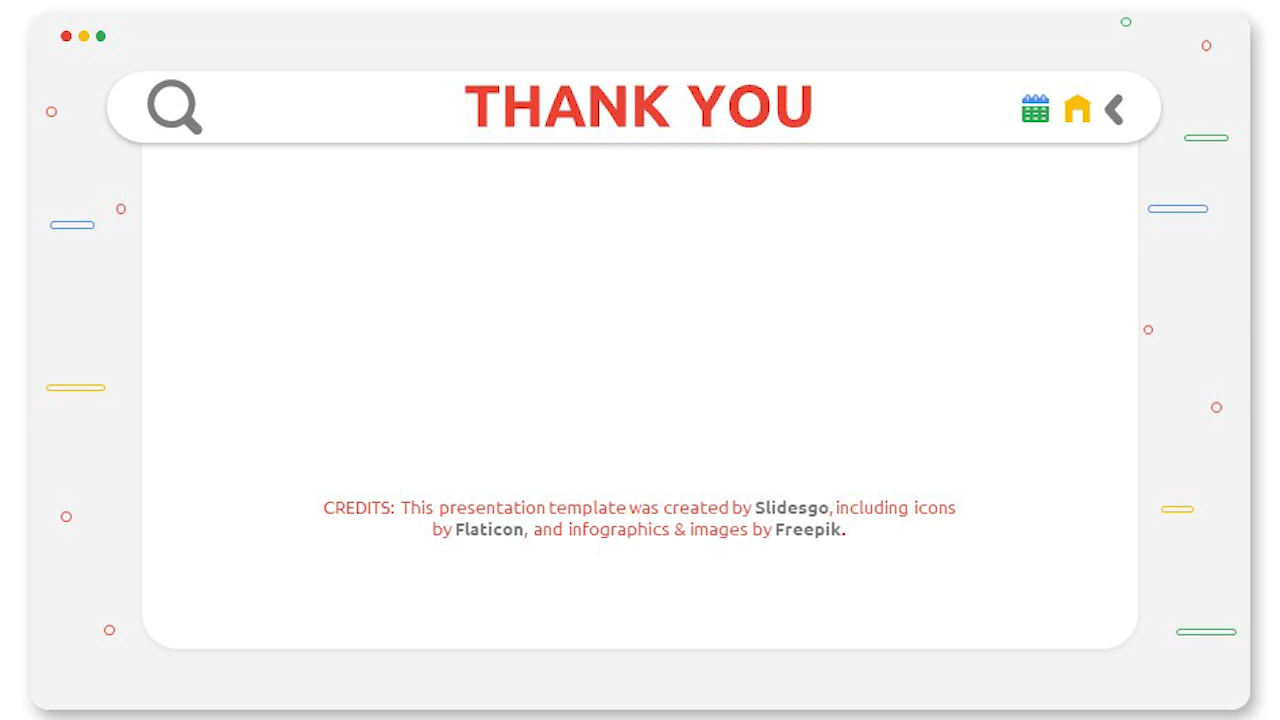 THANK YOU
CREDITS: This presentation template was created by Slidesgo, including icons
by Flaticon, and infographics & images by Freepik.